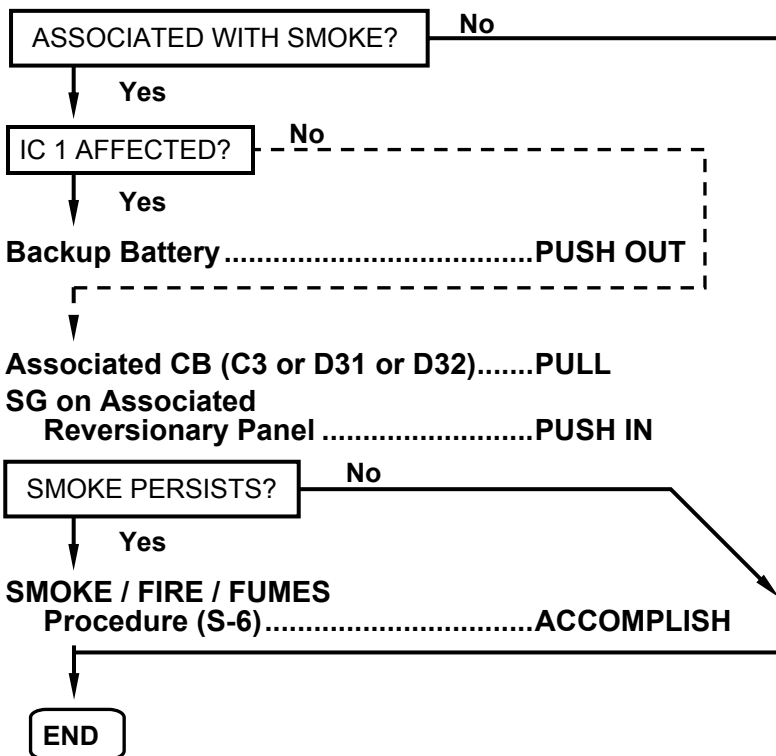 ASSOCIATED WITH SMOKE?
No
Yes
IC 1 AFFECTED?
No
Yes
Backup Battery......................................PUSH OUT
Associated CB (C3 or D31 or D32).......PULL
SG on Associated
Reversionary Panel..........................PUSH IN
SMOKE PERSISTS?
No
Yes
SMOKE / FIRE / FUMES
Procedure (S-6).................................ACCOMPLISH
END